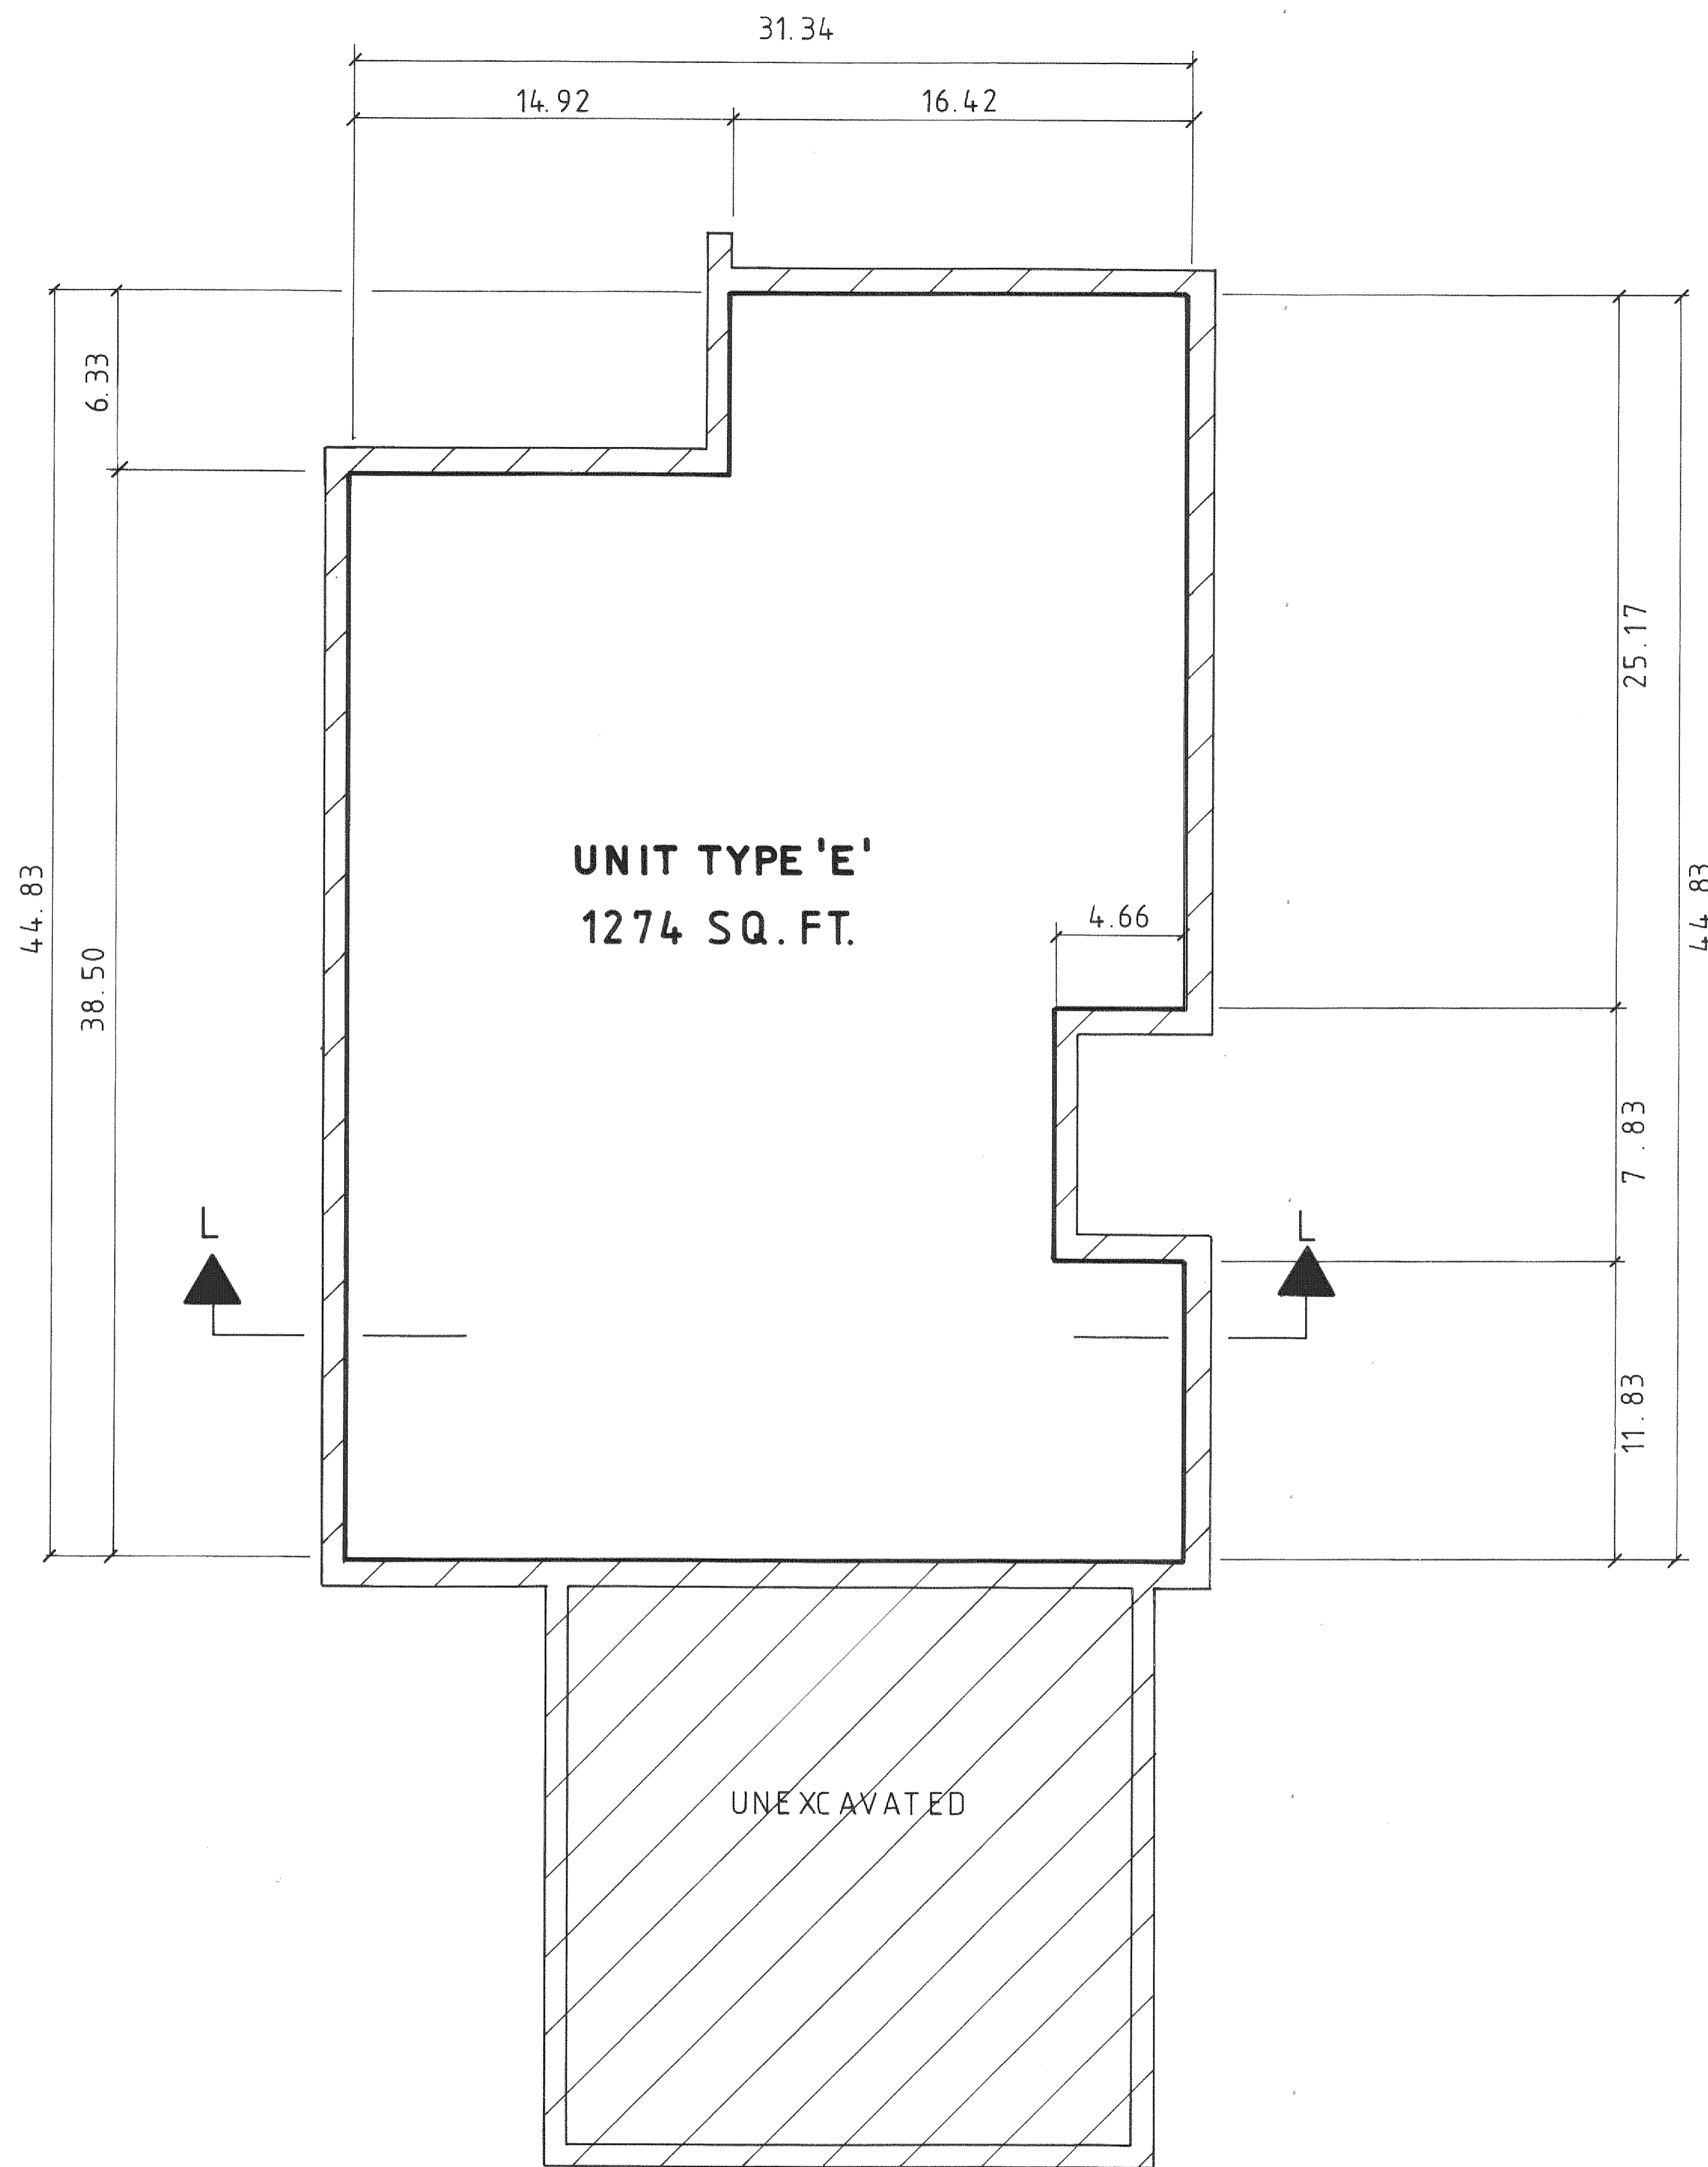 31.34
14.92
16.42
6.33
25.17
UNIT TYPE 'E'
1274 SQ. FT.
44.83
44.83
4.66
38.50
7.83
L
L
11.83
UNEXCAVATED